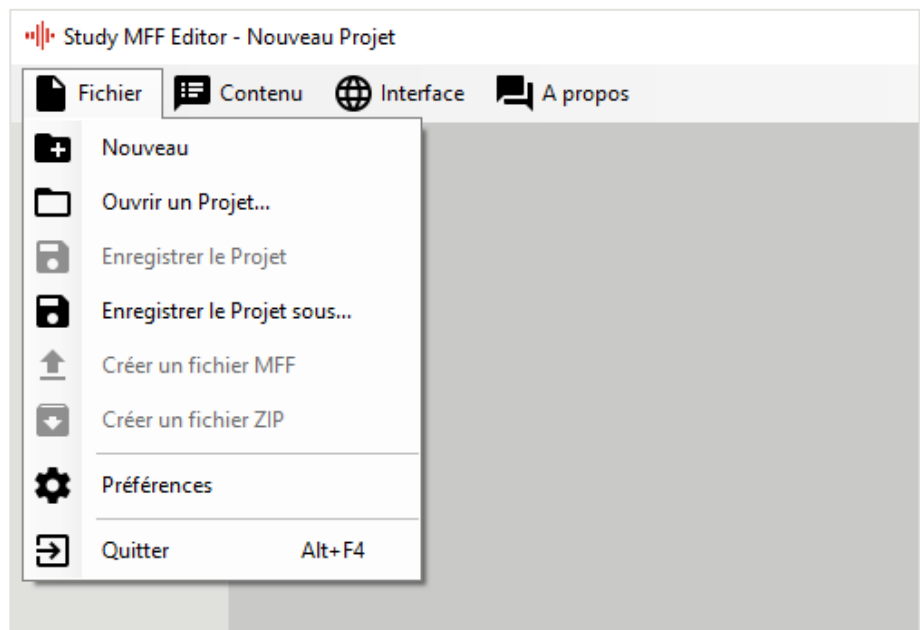 Study MFF Editor - Nouveau Projet
Fichier Contenu Interface A propos
Nouveau
Ouvrir un Projet...
Enregistrer le Projet
Enregistrer le Projet sous...
Créer un fichier MFF
Créer un fichier ZIP
Préférences
Quitter Alt+F4